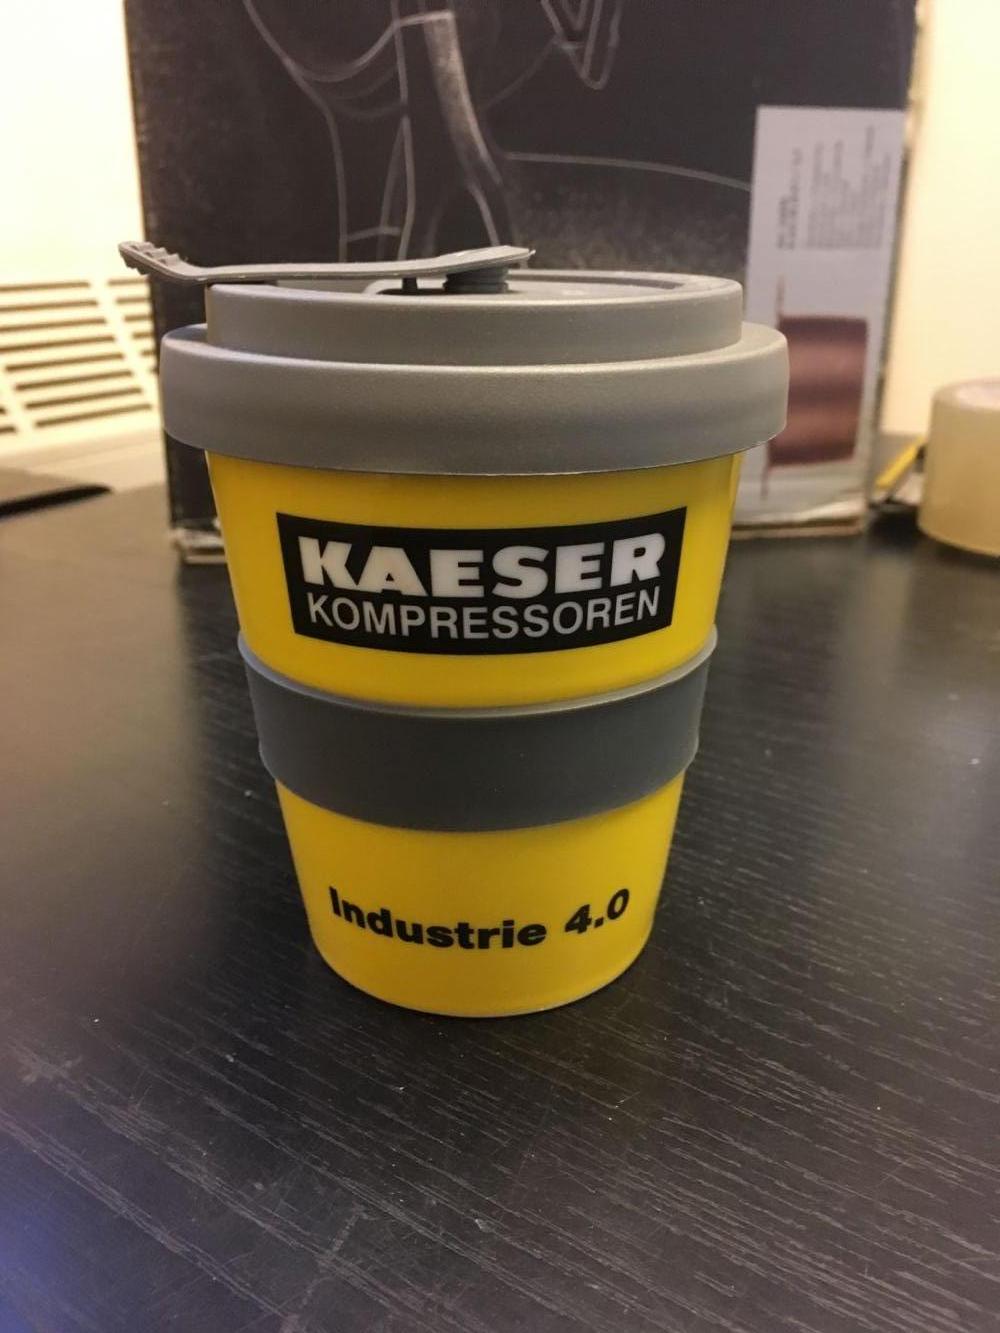 KAESER
KOMPRESSOREN
Industrie 4.0